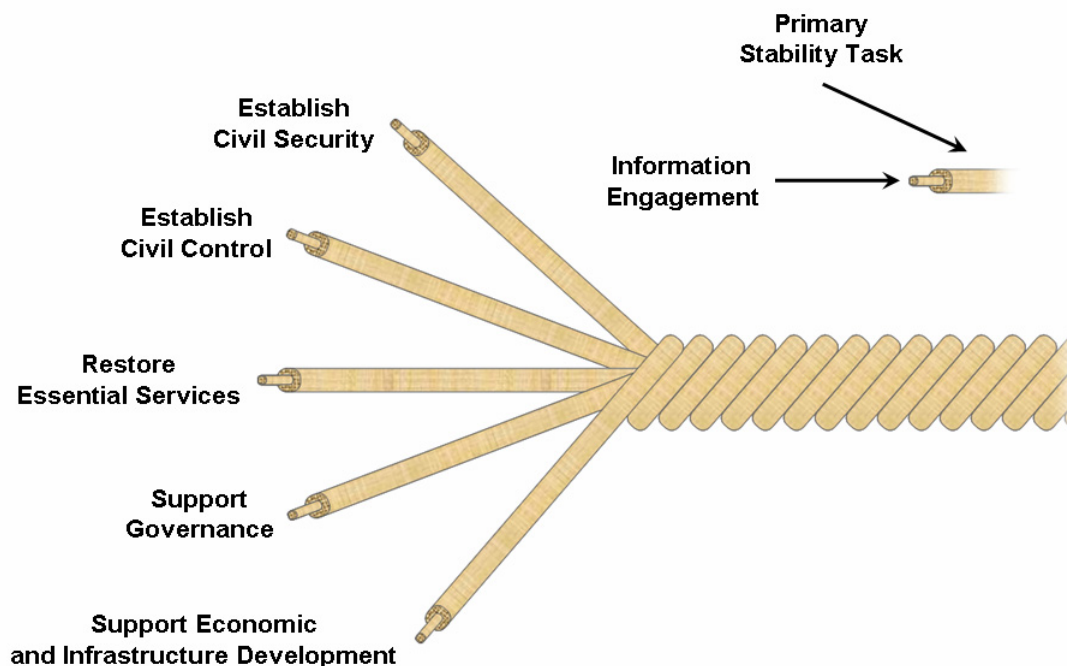 Primary
Stability Task
Establish
Civil Security
Information
Engagement
Establish
Civil Control
Restore
Essential Services
Support
Governance
Support Economic
and Infrastructure Development